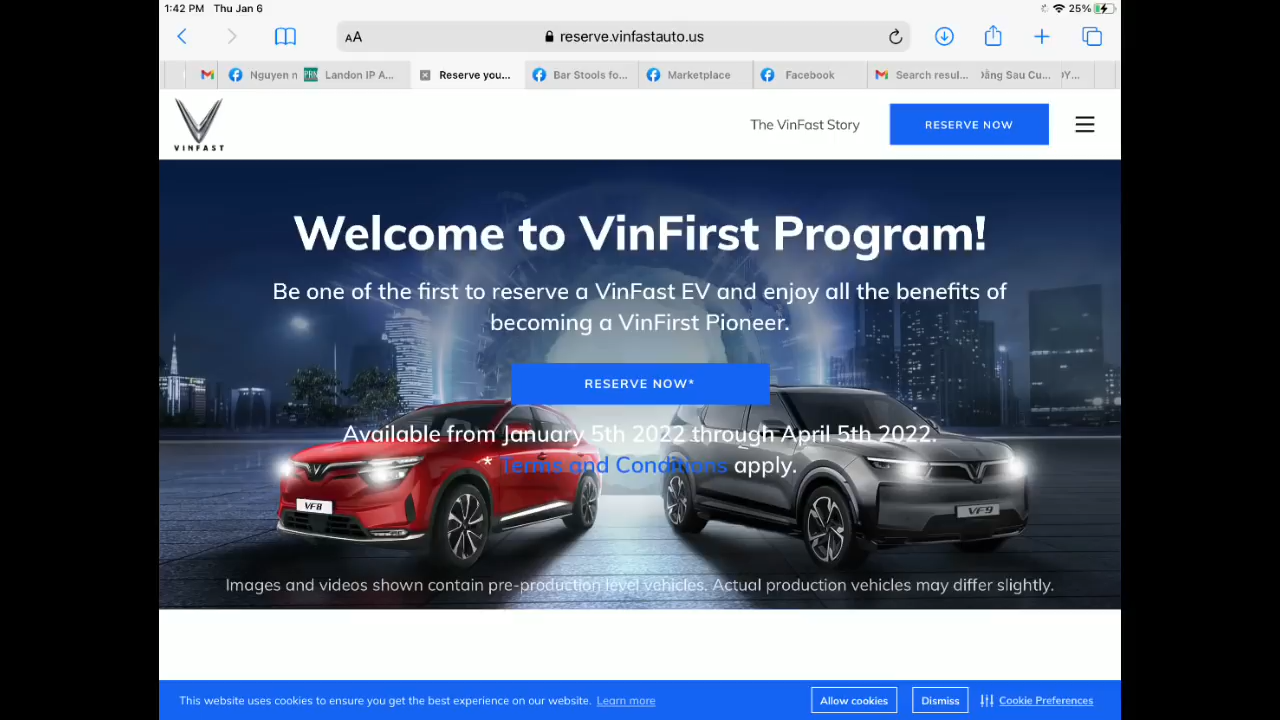 1:42 PM Thu Jan 6
25%
AA
reserve.vinfastauto.us
Nguyen n
Landon IP A...
Reserve you...
Bar Stools fo...
Marketplace
Facebook
Search resul...
ằng Sau Cu...
Y...
VINFAST
The VinFast Story
RESERVE NOW
Welcome to VinFirst Program!
Be one of the first to reserve a VinFast EV and enjoy all the benefits of
becoming a VinFirst Pioneer.
RESERVE NOW*
Available from January 5th 2022 through April 5th 2022.
* Terms and Conditions apply.
VF8
VF9
Images and videos shown contain pre-production level vehicles. Actual production vehicles may differ slightly.
This website uses cookies to ensure you get the best experience on our website. Learn more
Allow cookies
Dismiss
Cookie Preferences